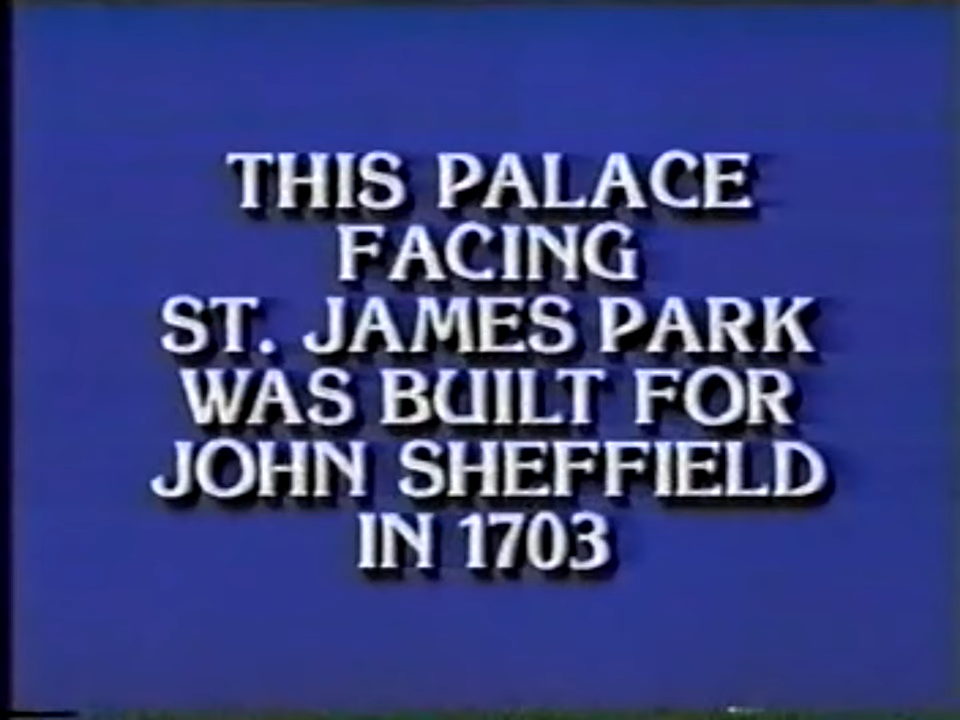 THIS PALACE
FACING
ST. JAMES PARK
WAS BUILT FOR
JOHN SHEFFIELD
IN 1703